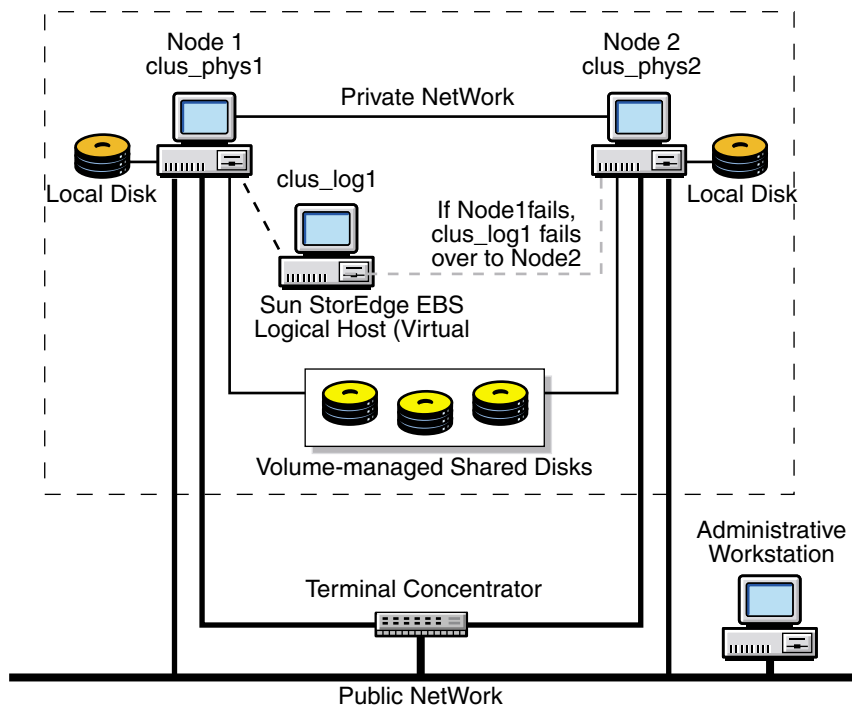 Node 1
clus_phys1
Node 2
clus_phys2
Private NetWork
Local Disk
Local Disk
clus_log1
If Node1fails,
clus_log1 fails
over to Node2
Sun StorEdge EBS
Logical Host (Virtual
Volume-managed Shared Disks
Administrative
Workstation
Terminal Concentrator
Public NetWork